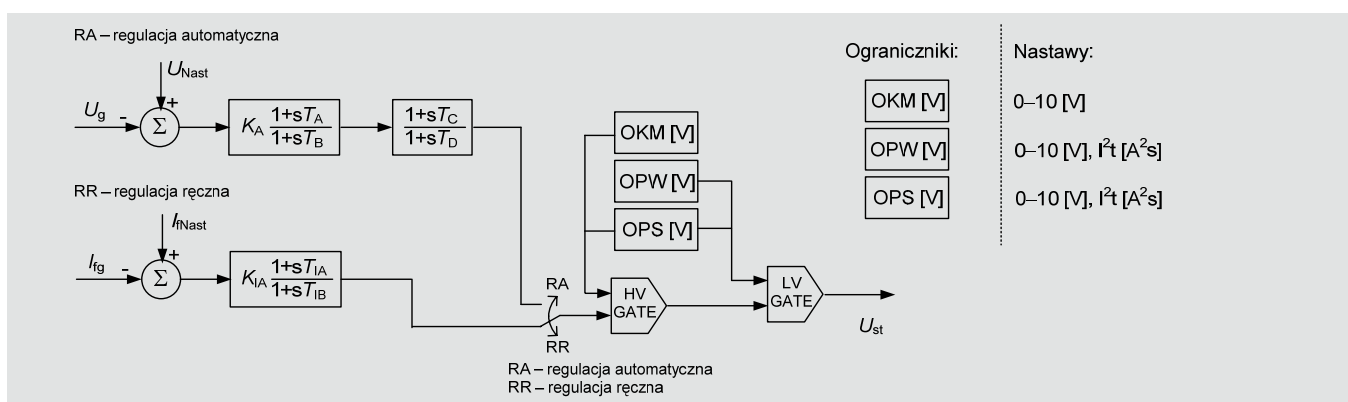 RA – regulacja automatyczna
U_Nast
U_g - +
Σ
K_A (1+sT_A)/(1+sT_B)
(1+sT_C)/(1+sT_D)
RR – regulacja ręczna
I_fNast
I_fg - +
Σ
K_IA (1+sT_IA)/(1+sT_IB)
RA
RR
RA – regulacja automatyczna
RR – regulacja ręczna
OKM [V]
OPW [V]
OPS [V]
HV
GATE
LV
GATE
U_st
Ograniczniki: Nastawy:
OKM [V] 0–10 [V]
OPW [V] 0–10 [V], I²t [A²s]
OPS [V] 0–10 [V], I²t [A²s]